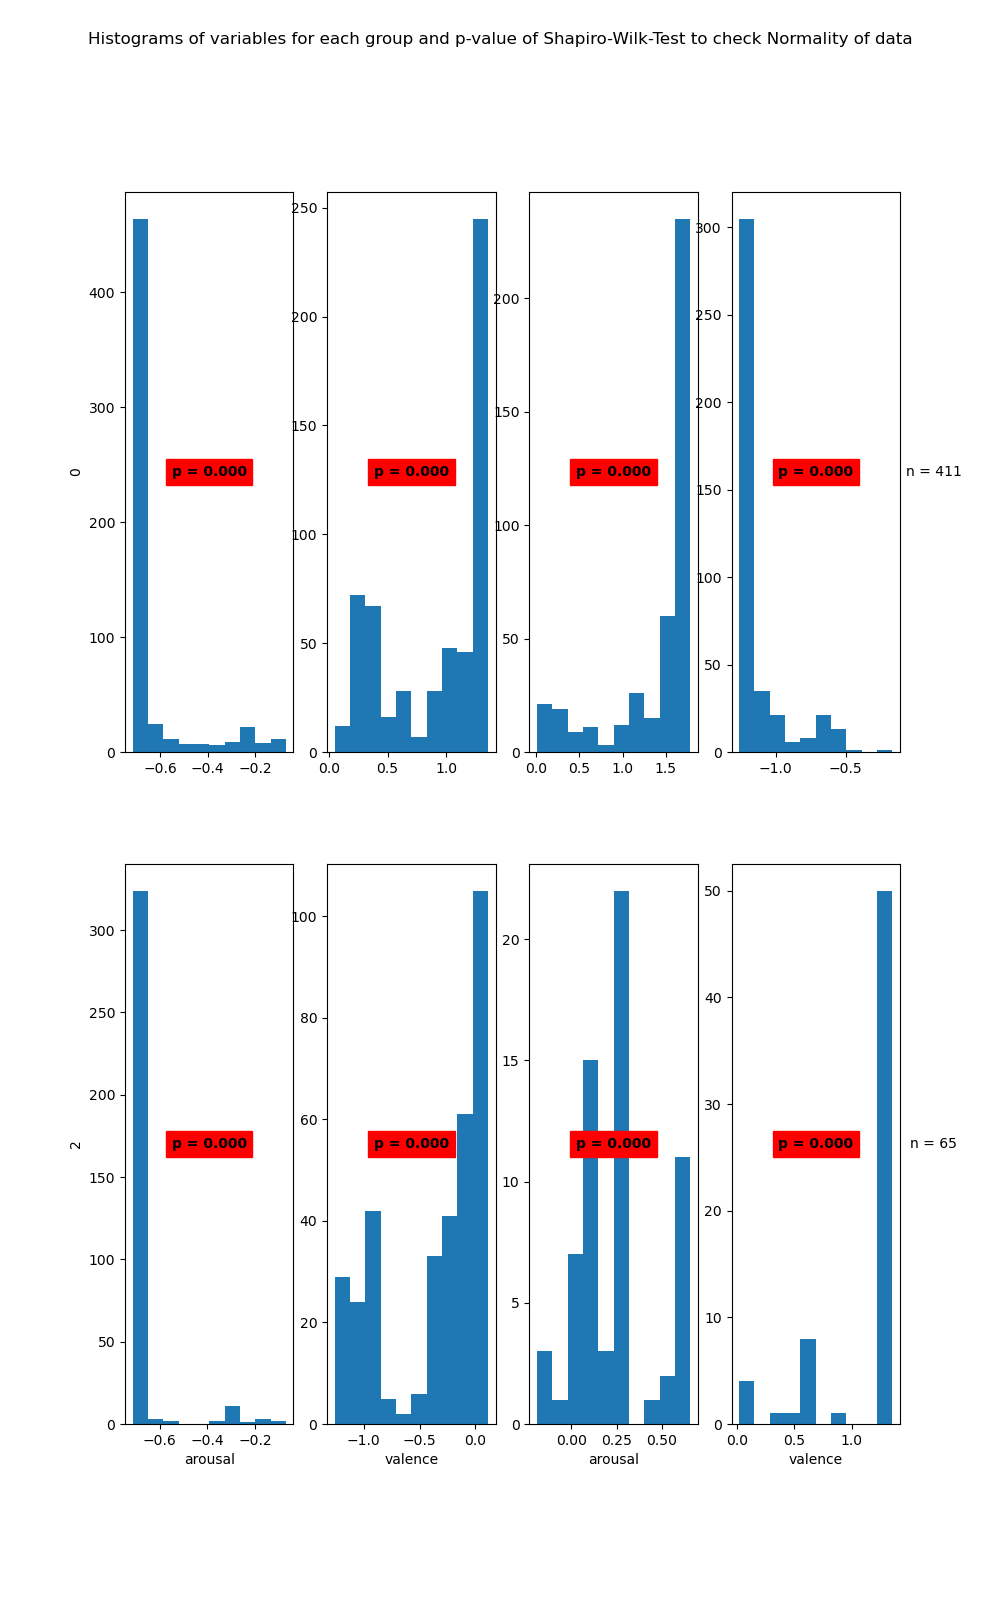 Histograms of variables for each group and p-value of Shapiro-Wilk-Test to check Normality of data
0
400
300
200
100
0
−0.6 −0.4 −0.2
p = 0.000
250
200
150
100
50
0
0.0 0.5 1.0
p = 0.000
200
150
100
50
0
0.0 0.5 1.0 1.5
p = 0.000
300
250
200
150
100
50
0
−1.0 −0.5
p = 0.000
n = 411
2
300
250
200
150
100
50
0
−0.6 −0.4 −0.2
arousal
p = 0.000
100
80
60
40
20
0
−1.0 −0.5 0.0
valence
p = 0.000
20
15
10
5
0
0.00 0.25 0.50
arousal
p = 0.000
50
40
30
20
10
0
0.0 0.5 1.0
valence
p = 0.000
n = 65